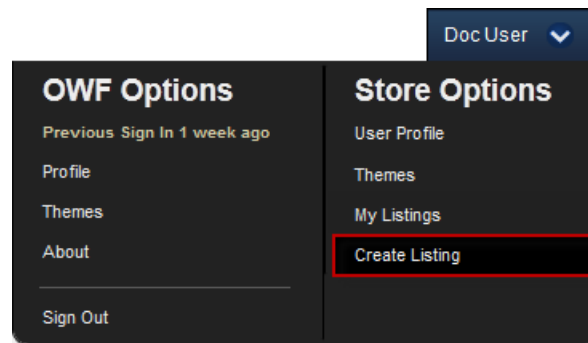 Doc User
OWF Options
Previous Sign In 1 week ago
Profile
Themes
About
Sign Out
Store Options
User Profile
Themes
My Listings
Create Listing